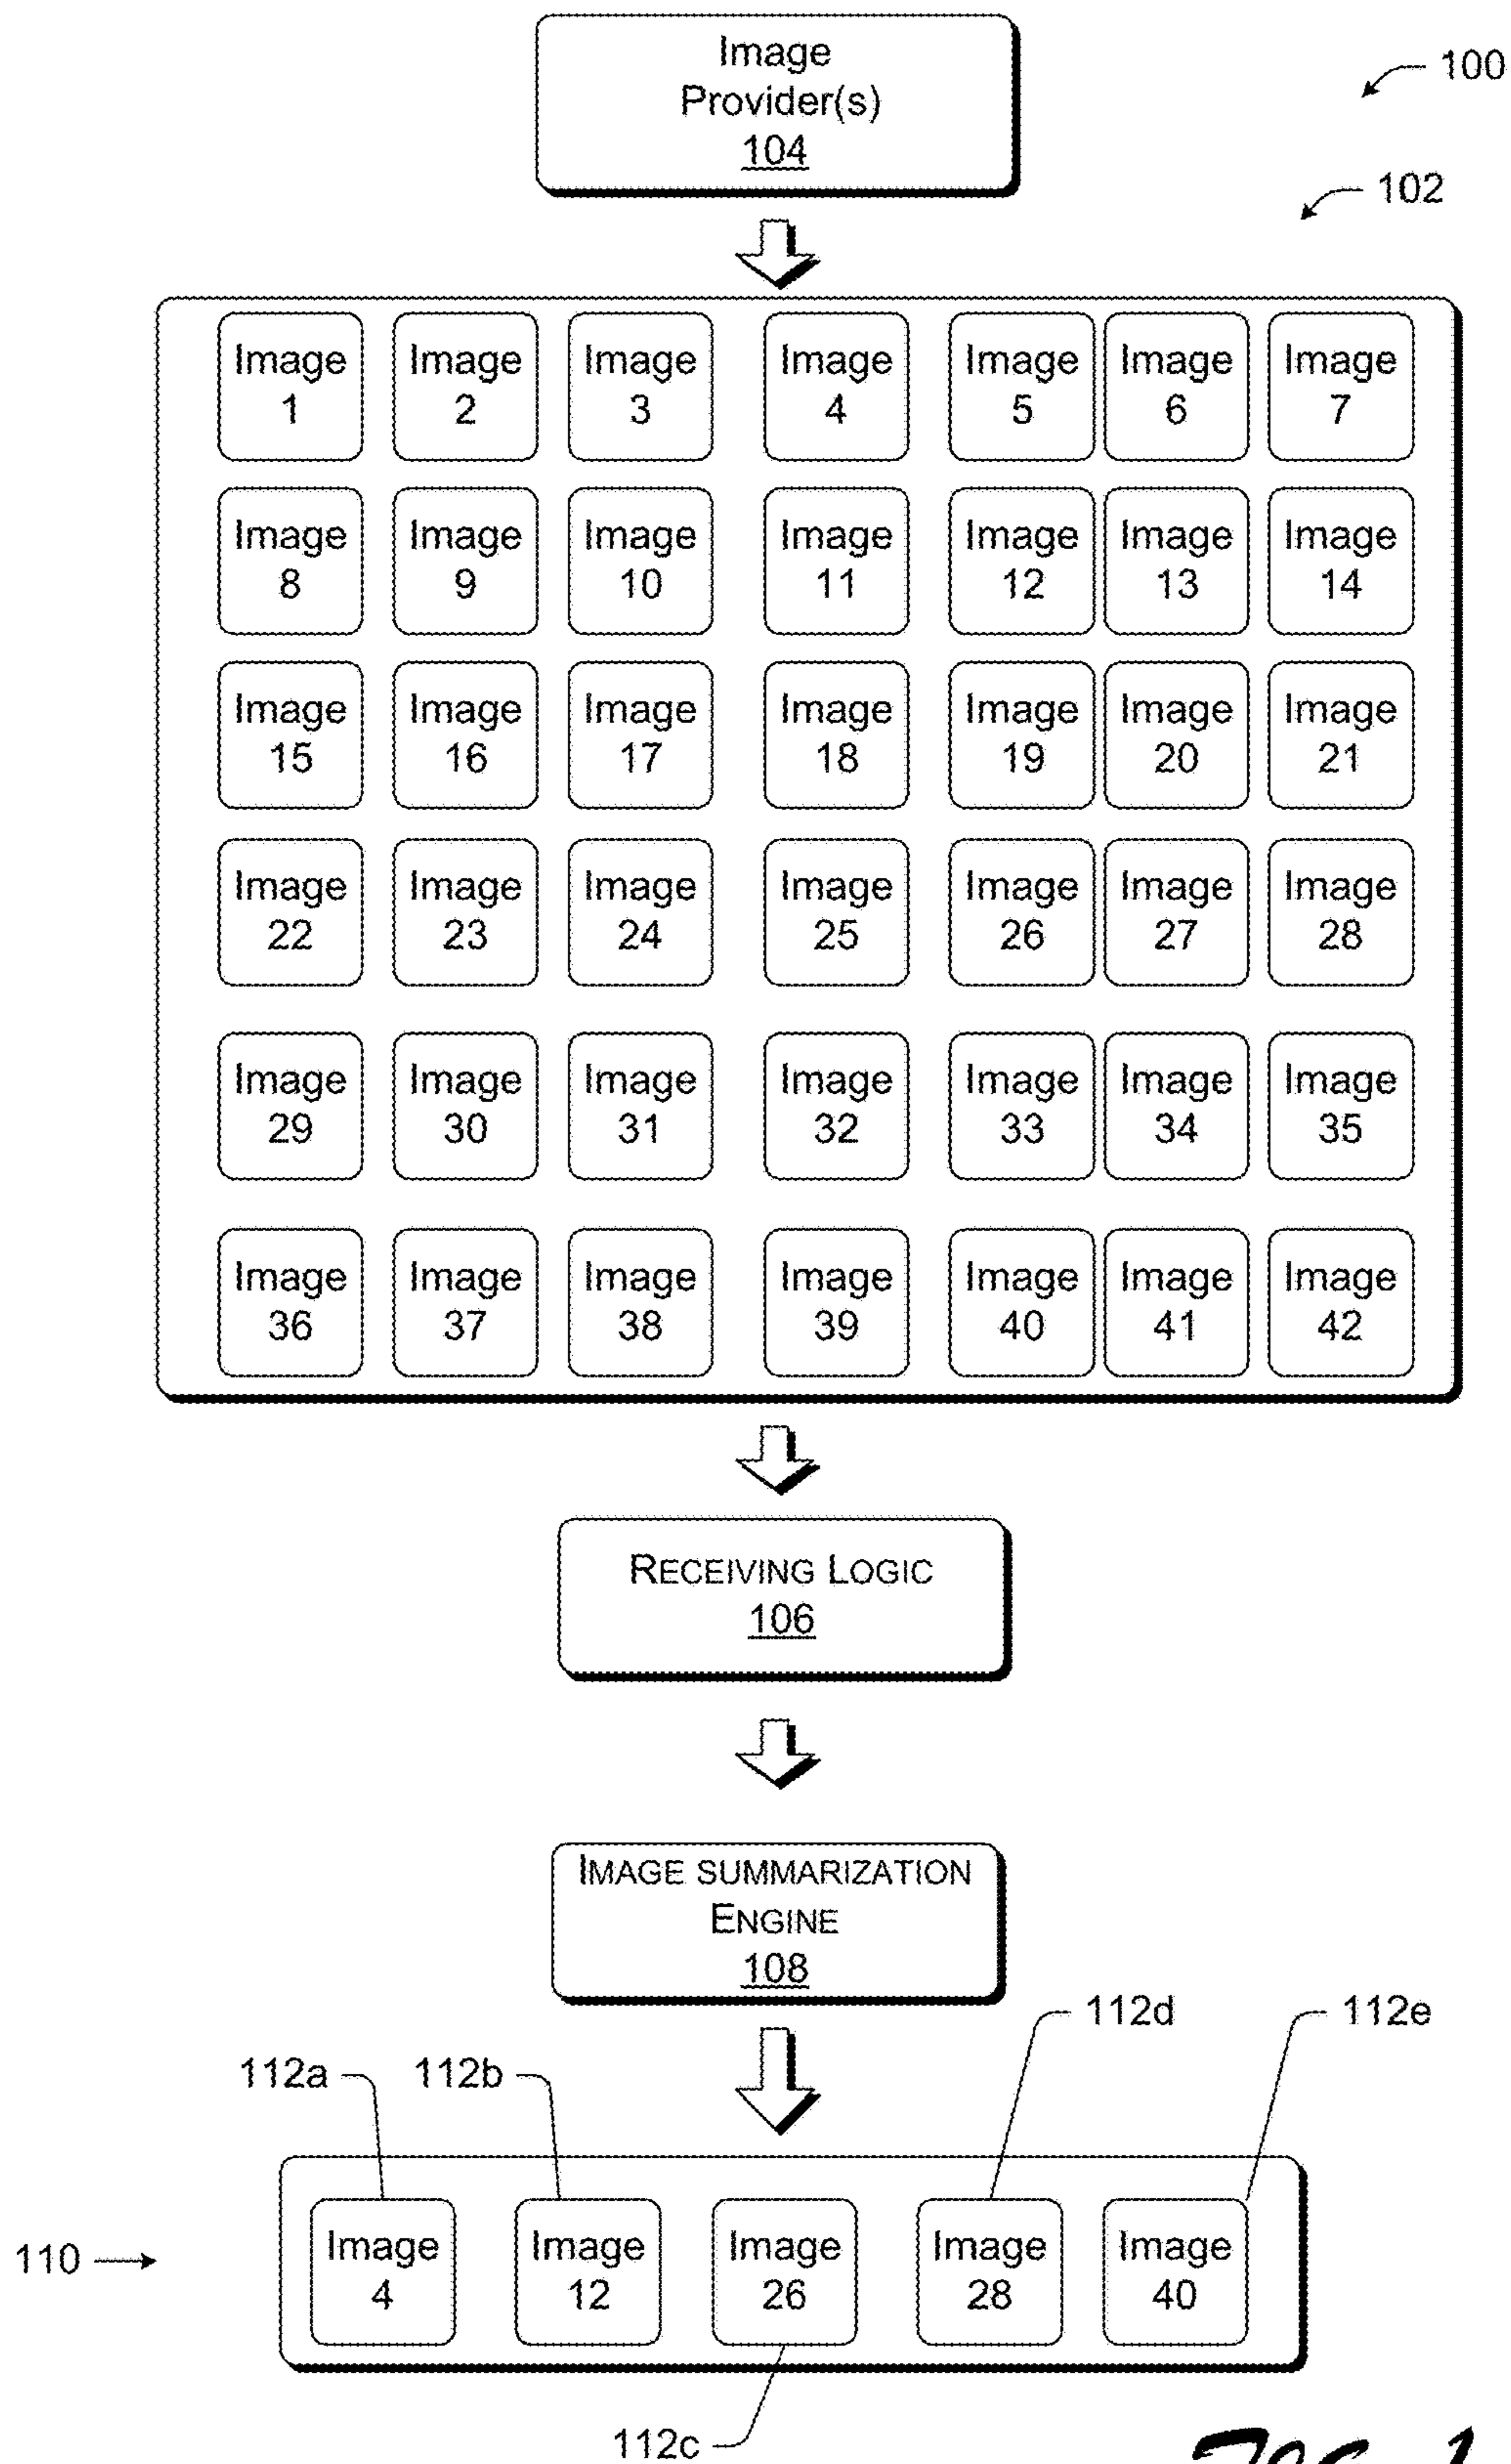 Image
Provider(s)
104
100
102
Image Image Image Image Image Image Image
1 2 3 4 5 6 7
Image Image Image Image Image Image Image
8 9 10 11 12 13 14
Image Image Image Image Image Image Image
15 16 17 18 19 20 21
Image Image Image Image Image Image Image
22 23 24 25 26 27 28
Image Image Image Image Image Image Image
29 30 31 32 33 34 35
Image Image Image Image Image Image Image
36 37 38 39 40 41 42
RECEIVING LOGIC
106
IMAGE SUMMARIZATION
ENGINE
108
112d 112e
112a 112b
Image Image Image Image Image
110 4 12 26 28 40
112c